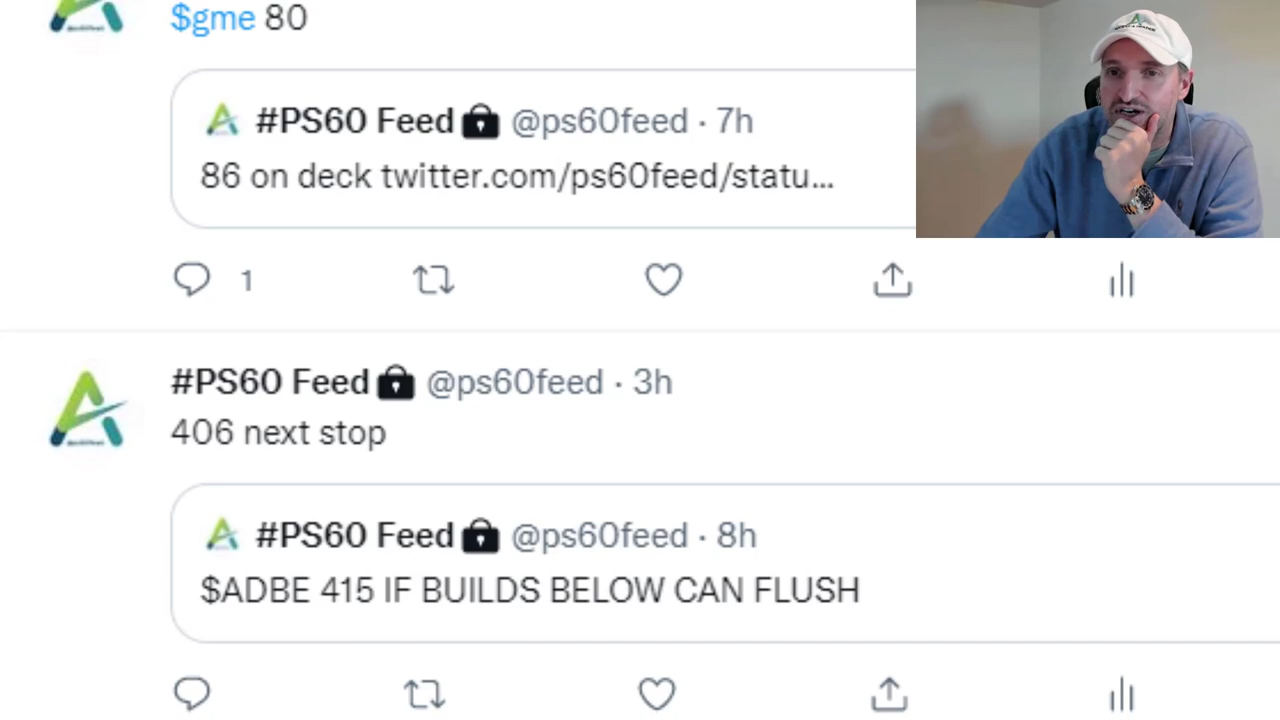 $gme 80
#PS60 Feed🔒 @ps60feed · 7h
86 on deck twitter.com/ps60feed/statu...
1
#PS60 Feed🔒 @ps60feed · 3h
406 next stop
#PS60 Feed🔒 @ps60feed · 8h
$ADBE 415 IF BUILDS BELOW CAN FLUSH